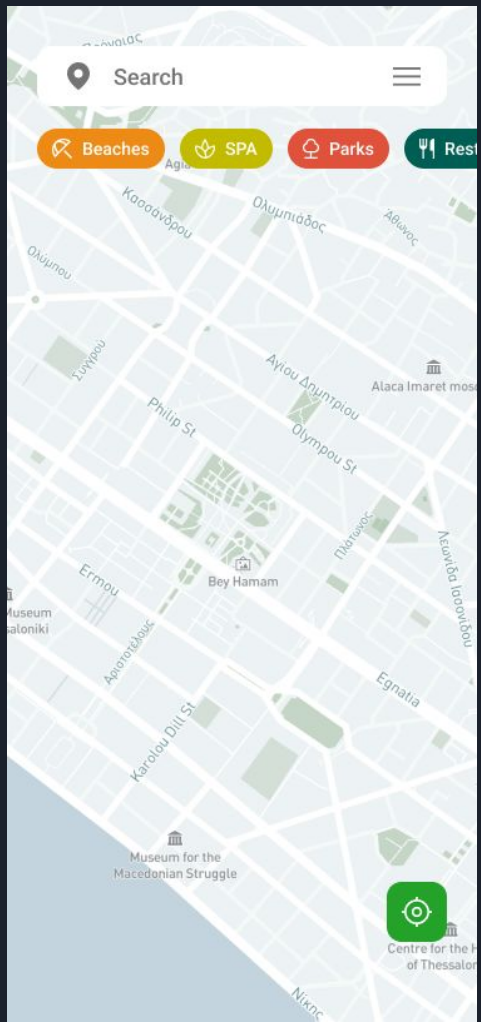 Search
Beaches
SPA
Parks
Rest
Κασσάνδρου
Ολυμπιάδος
Άθωνος
Ολύμπου
Συγγρού
Αγίου Δημητρίου
Alaca Imaret mosq
Philip St
Olympou St
Πλάτωνος
Λεωνίδα Ιασονίδου
Bey Hamam
Ermou
Museum
saloniki
Αριστοτέλους
Egnatia
Karolou Dill St
Museum for the
Macedonian Struggle
Centre for the H
of Thessalon
Νίκης